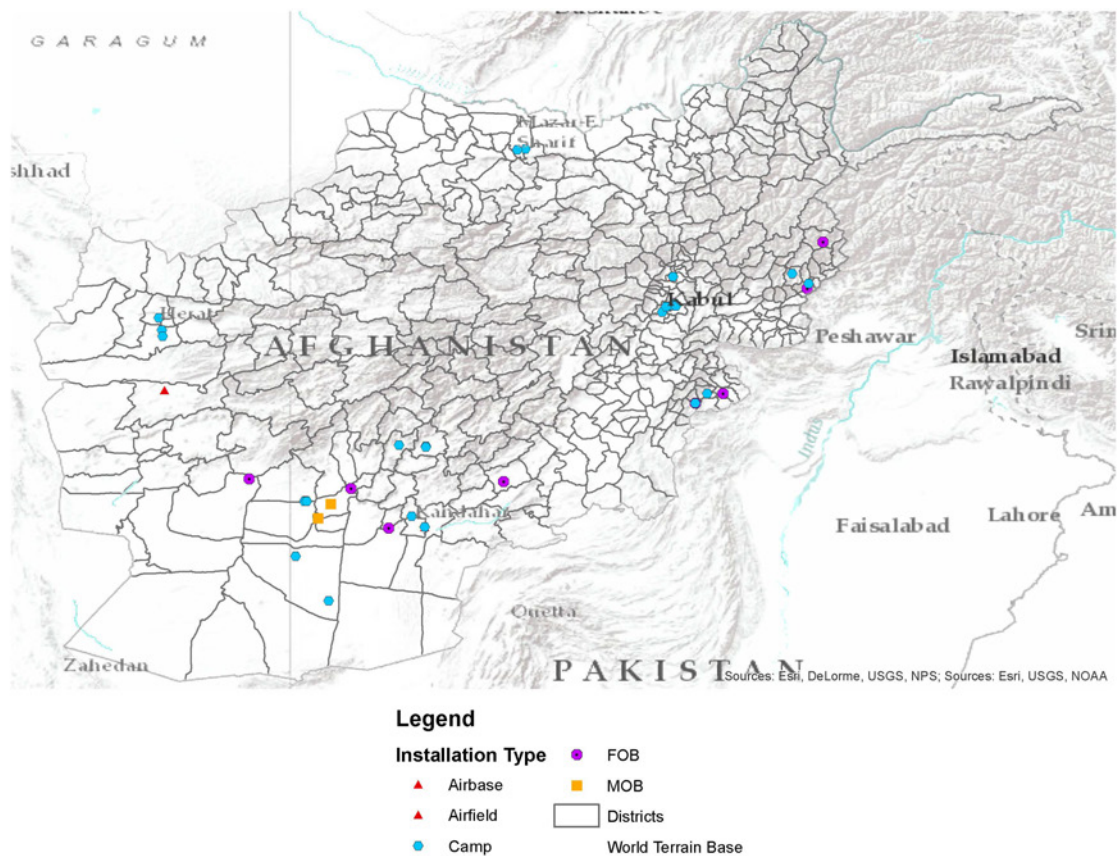 GARAGUM
Mazar-E
Sharif
shhad
Herat
Kabul
AFGHANISTAN
Peshawar
Srin
Islamabad
Rawalpindi
Indus
Kandahar
Faisalabad
Lahore
Am
Quetta
Zahedan
PAKISTAN
Sources: Esri, DeLorme, USGS, NPS; Sources: Esri, USGS, NOAA
Legend
Installation Type
Airbase
Airfield
Camp
FOB
MOB
Districts
World Terrain Base